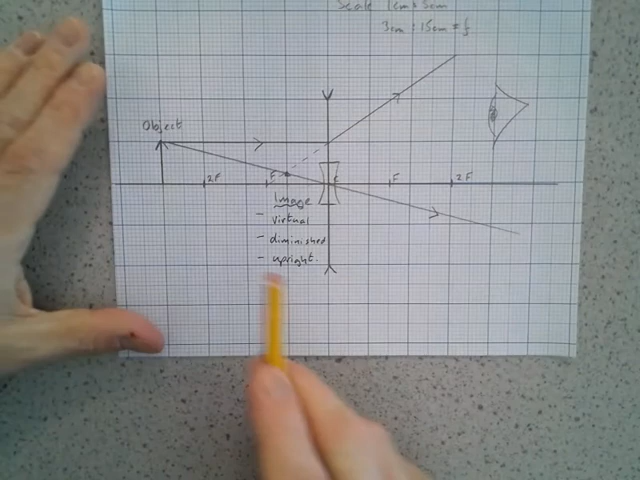 Scale 1cm = 5cm
3cm : 15cm = f
Object
2F
F
c
F
2F
Image
- virtual
- diminished
- upright.